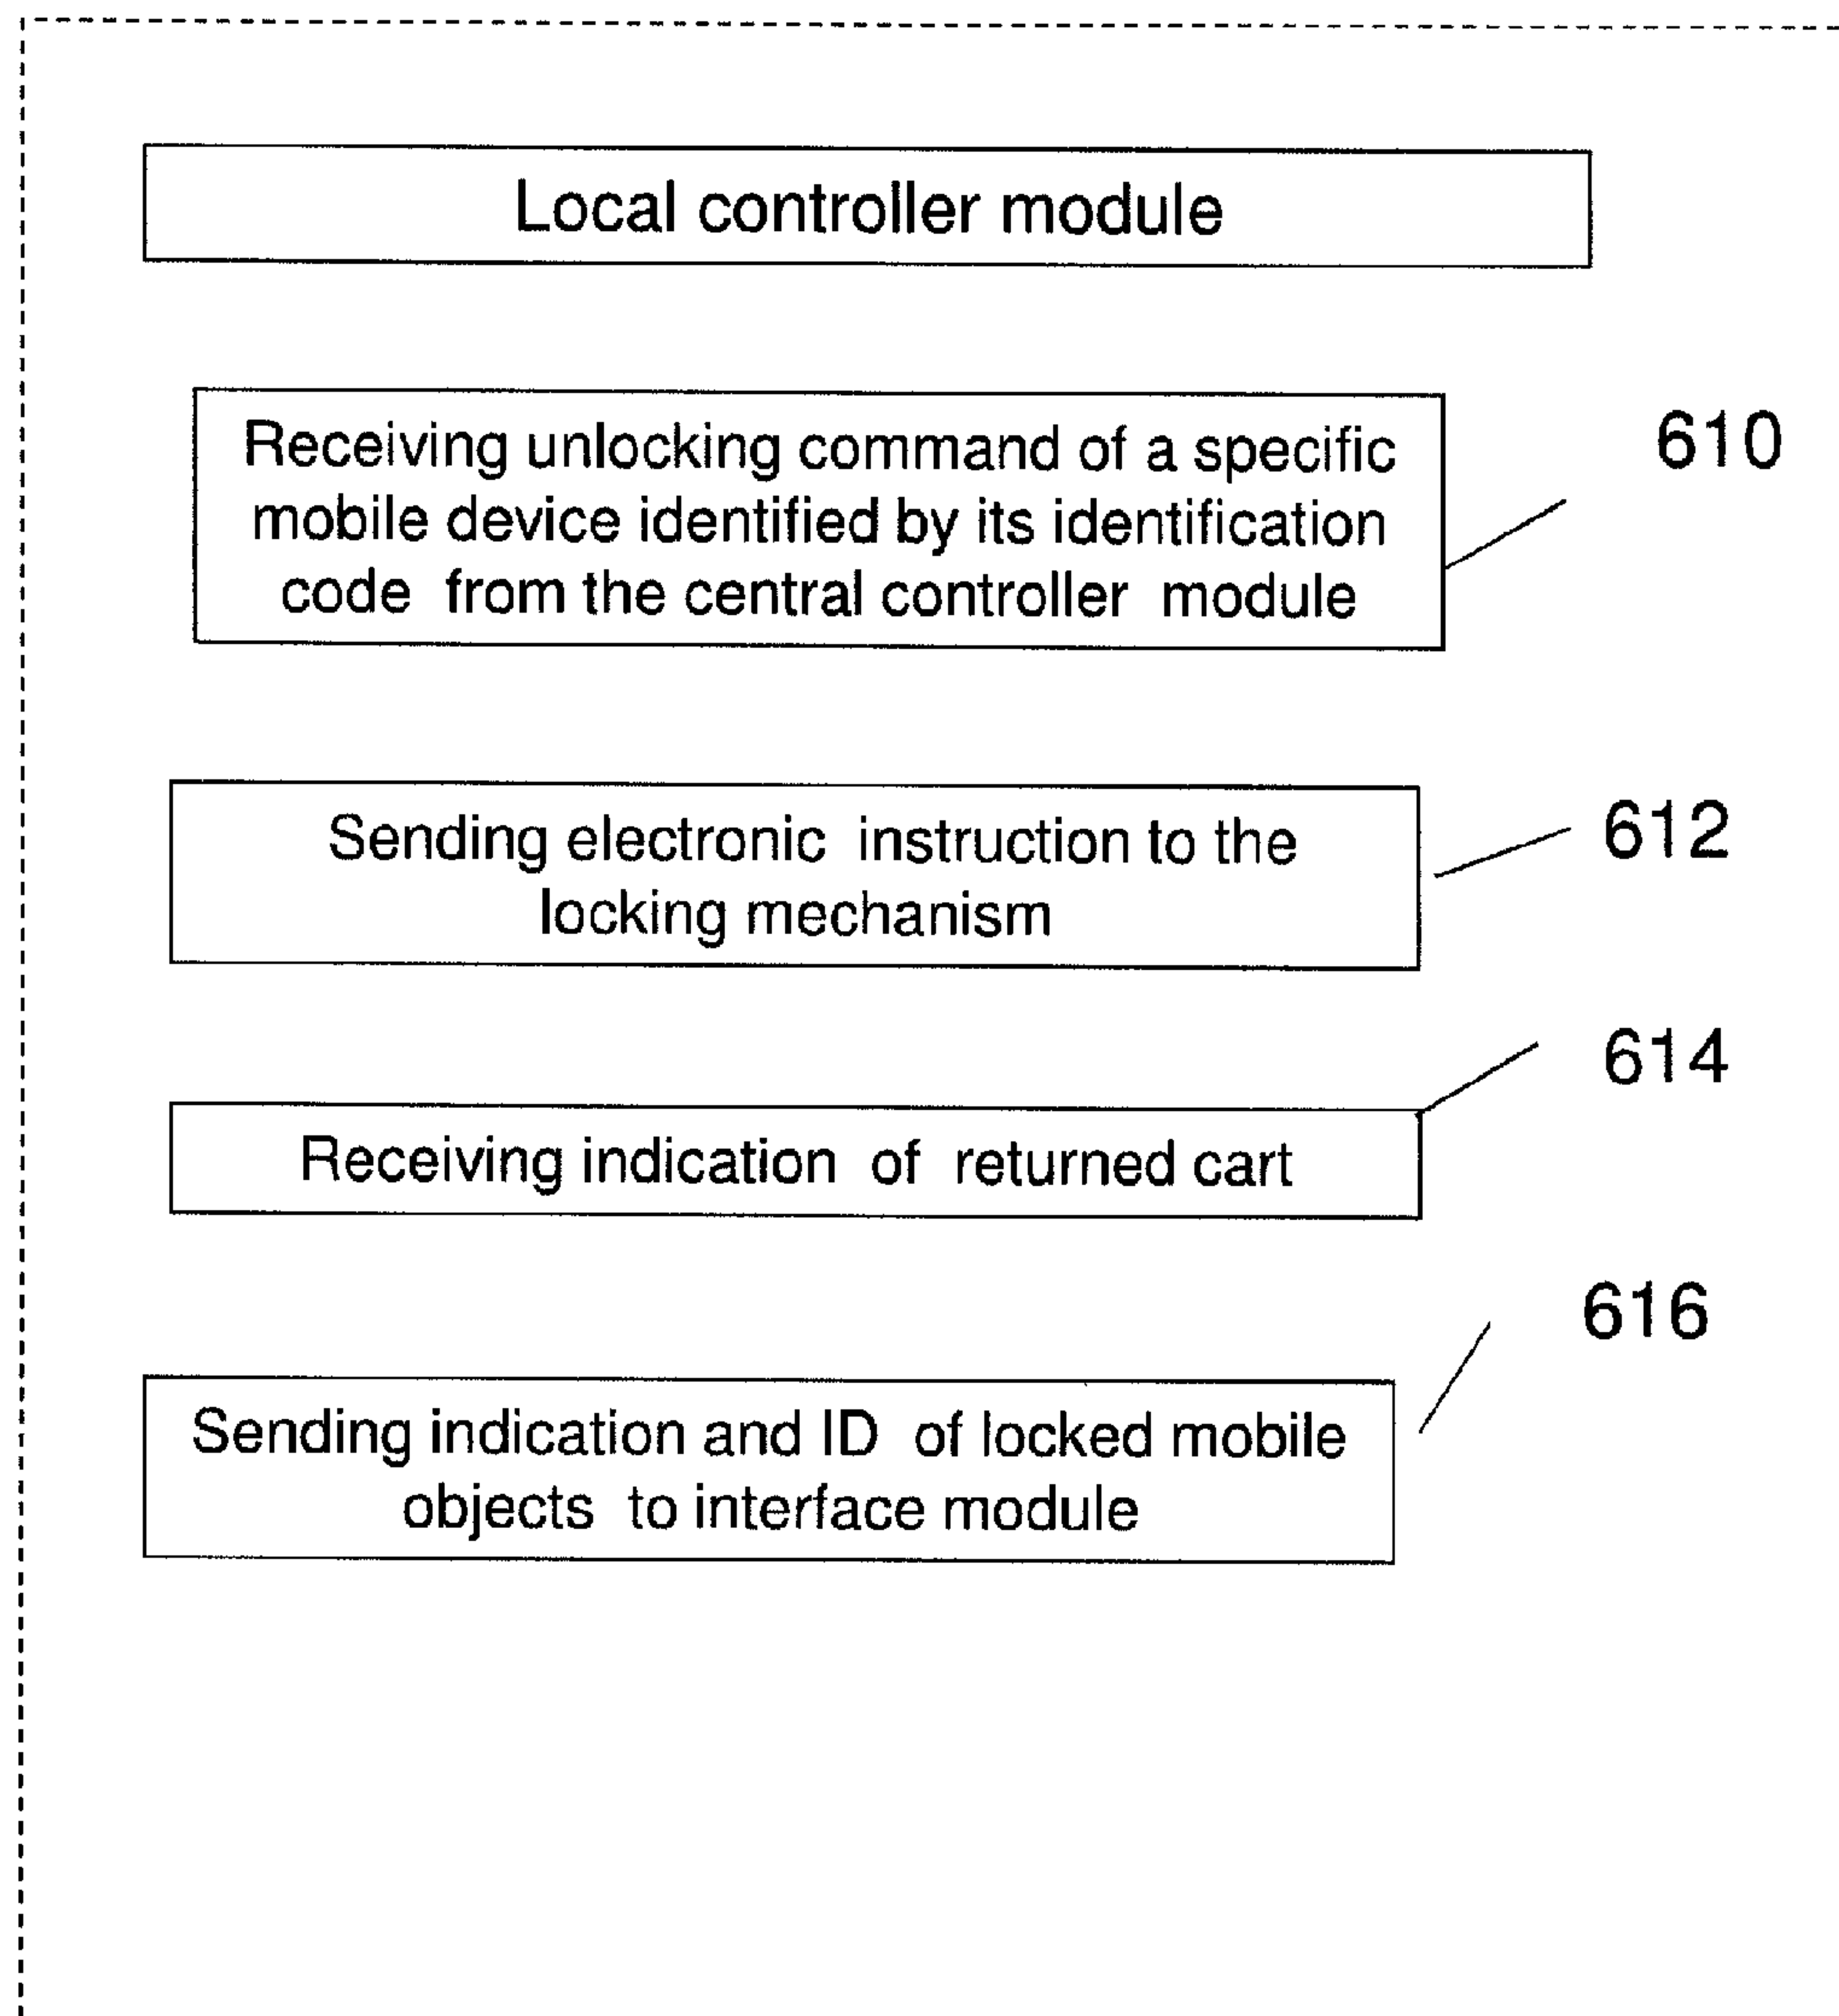 Local controller module
610
Receiving unlocking command of a specific
mobile device identified by its identification
code from the central controller module
612
Sending electronic instruction to the
locking mechanism
614
Receiving indication of returned cart
616
Sending indication and ID of locked mobile
objects to interface module